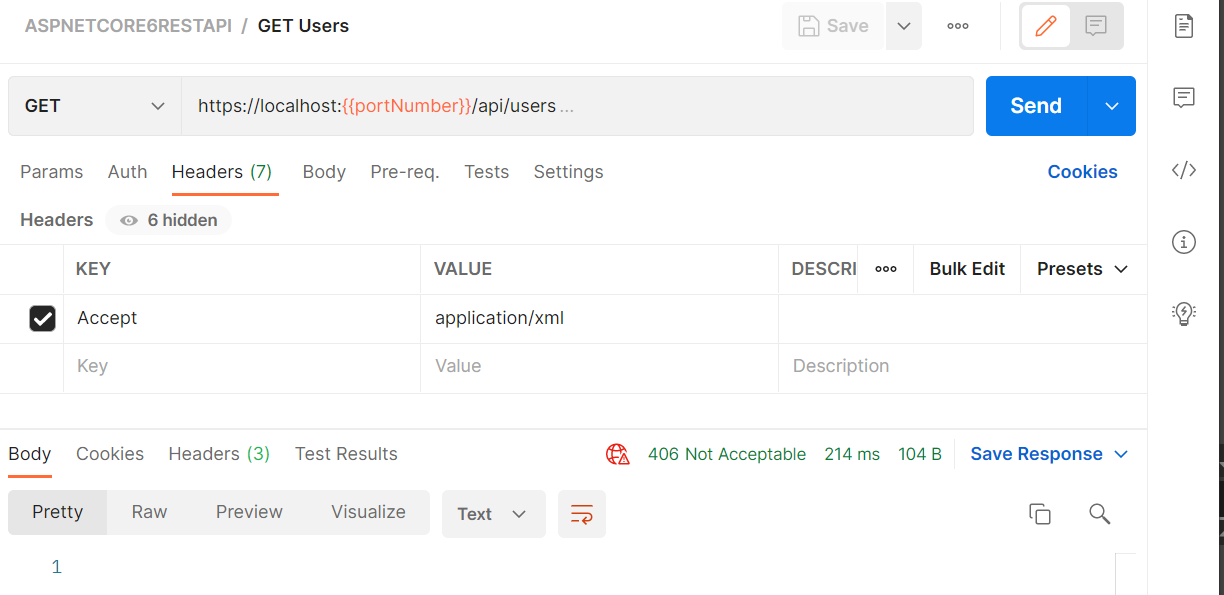 ASPNETCORE6RESTAPI / GET Users
Save
GET
https://localhost:{{portNumber}}/api/users ...
Send
Params Auth Headers (7) Body Pre-req. Tests Settings
Cookies
Headers 6 hidden
KEY VALUE DESCRI Bulk Edit Presets
Accept application/xml
Key Value Description
Body Cookies Headers (3) Test Results
406 Not Acceptable 214 ms 104 B Save Response
Pretty Raw Preview Visualize Text
1